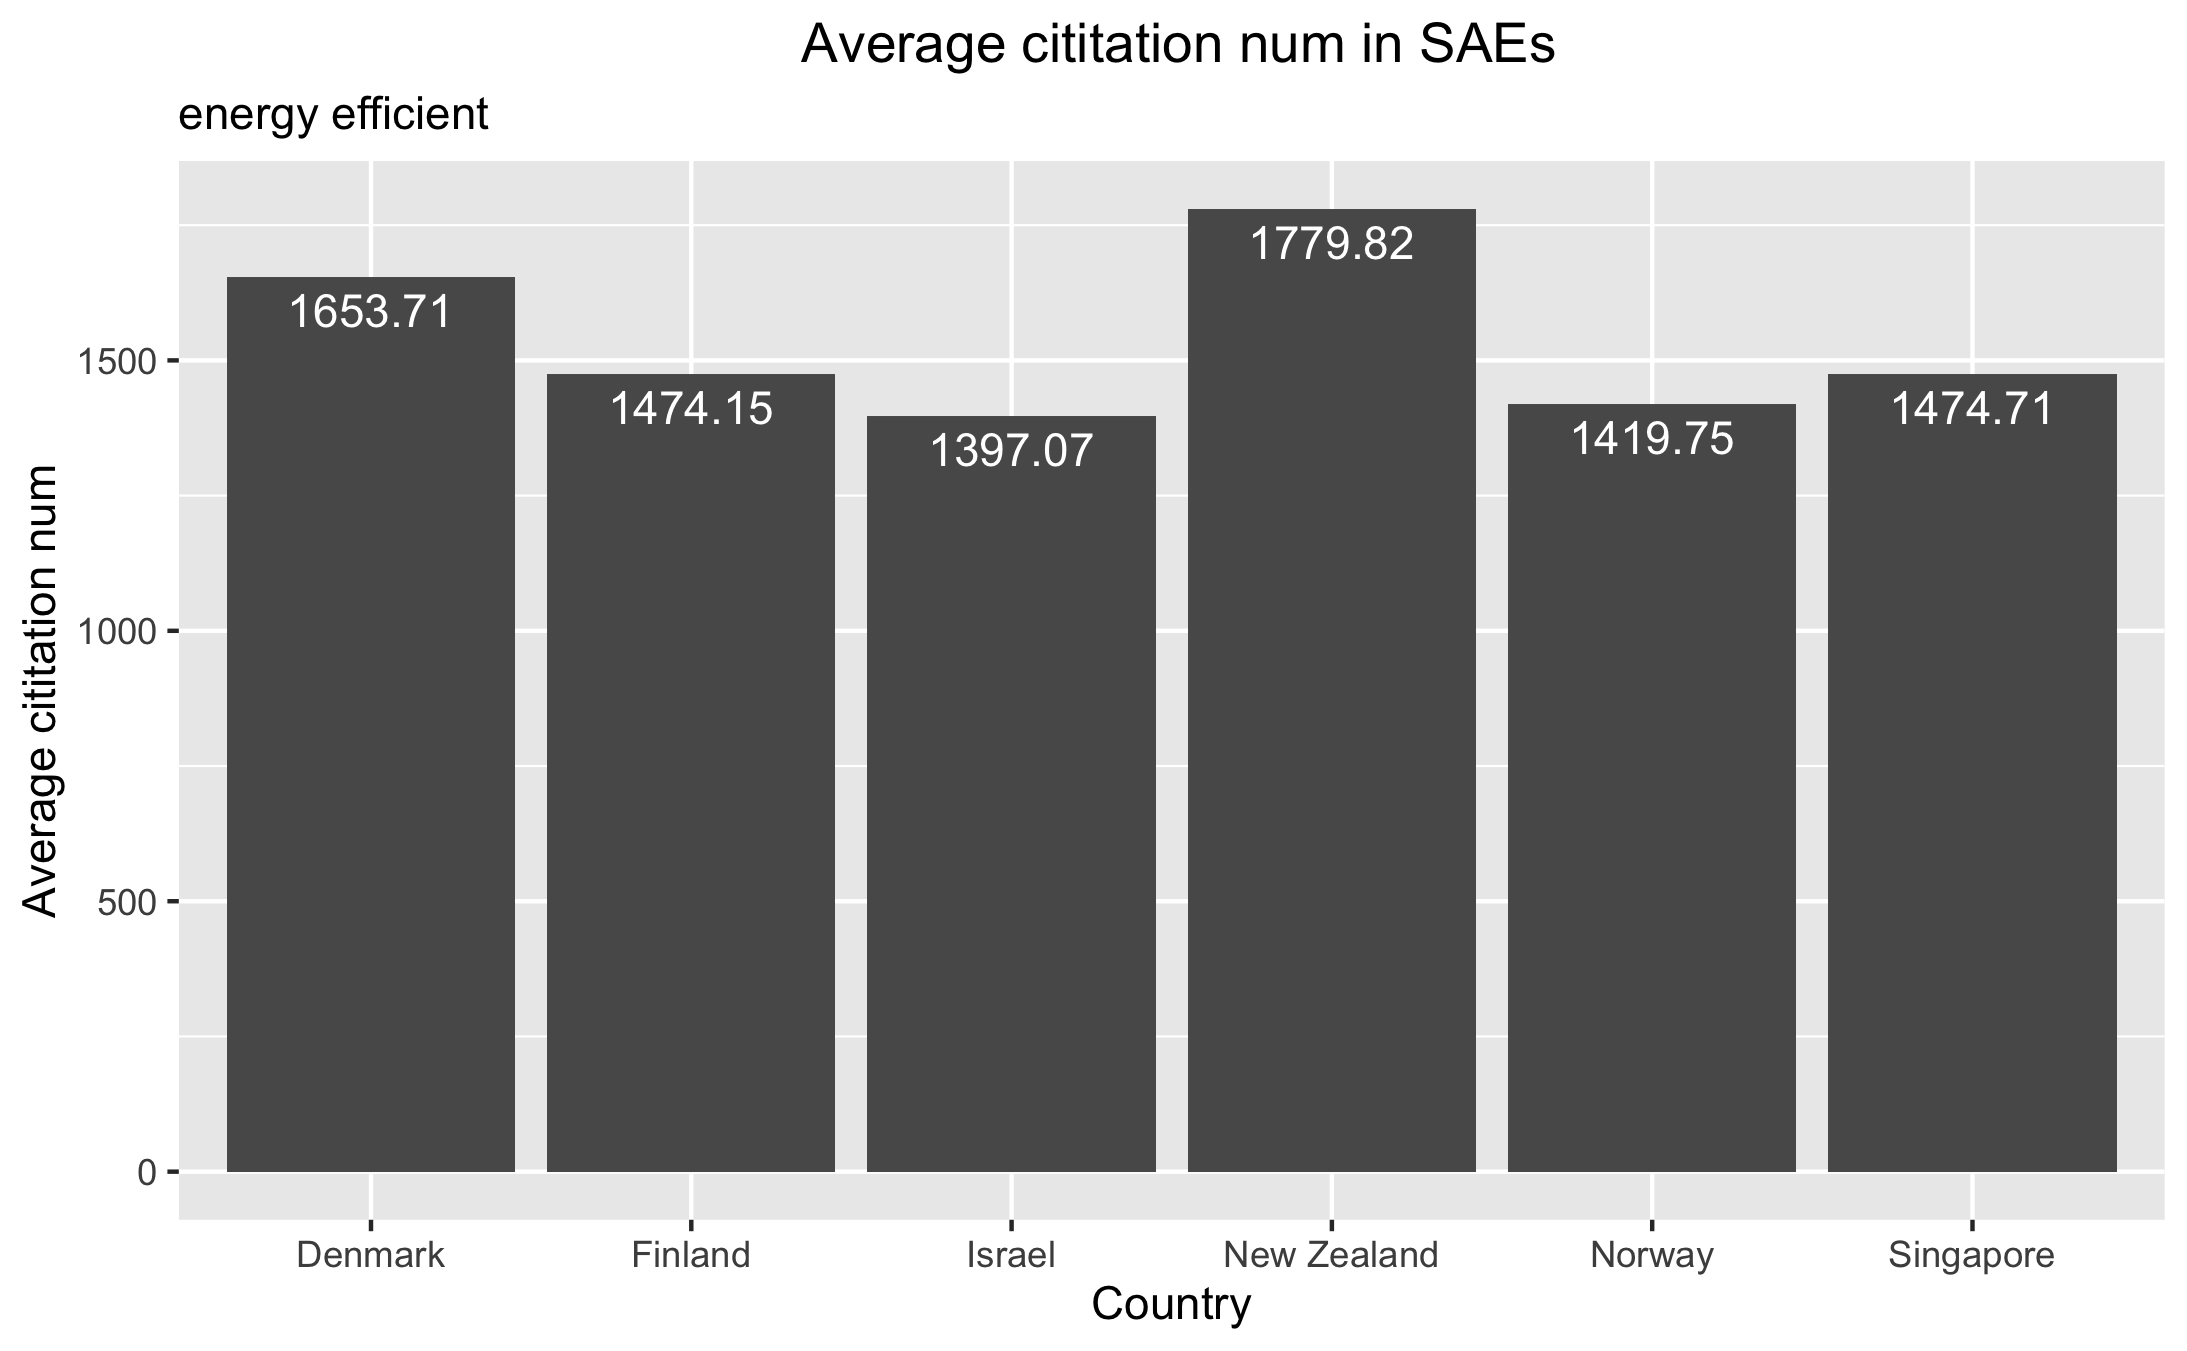 Average cititation num in SAEs
energy efficient
1779.82
1653.71
1474.15
1474.71
1419.75
1397.07
1500
1000
500
0
Average cititation num
Denmark Finland Israel New Zealand Norway Singapore
Country